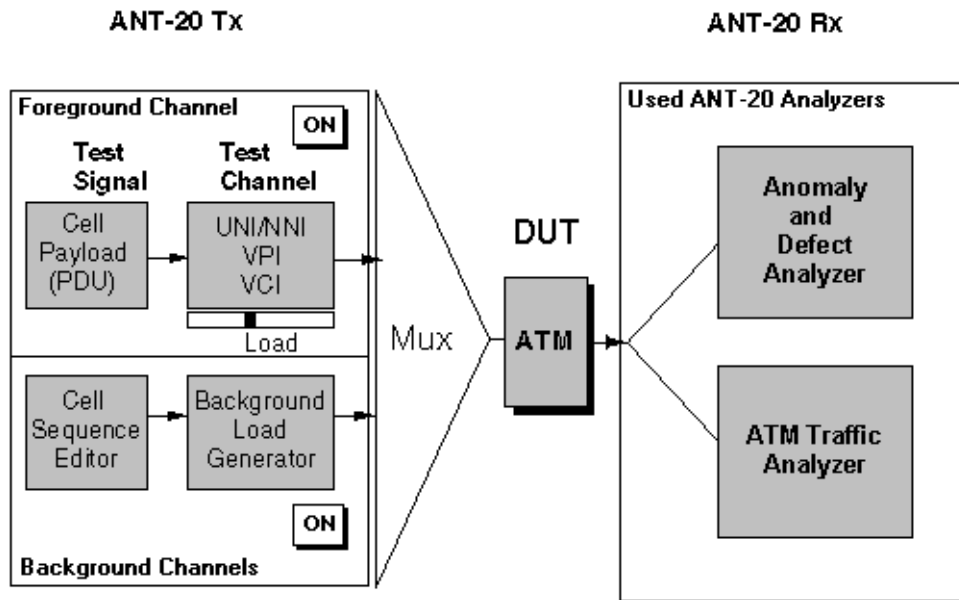 ANT-20 Tx
ANT-20 Rx
Foreground Channel
ON
Test
Signal
Test
Channel
Cell
Payload
(PDU)
UNI/NNI
VPI
VCI
Load
Cell
Sequence
Editor
Background
Load
Generator
ON
Background Channels
Mux
DUT
ATM
Used ANT-20 Analyzers
Anomaly
and
Defect
Analyzer
ATM Traffic
Analyzer